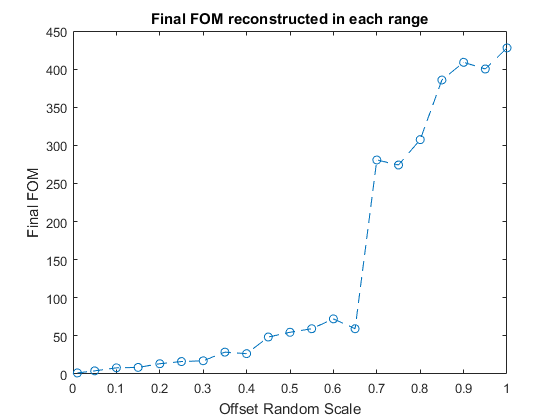 Final FOM reconstructed in each range
450
400
350
300
250
200
150
100
50
0
Final FOM
0 0.1 0.2 0.3 0.4 0.5 0.6 0.7 0.8 0.9 1
Offset Random Scale